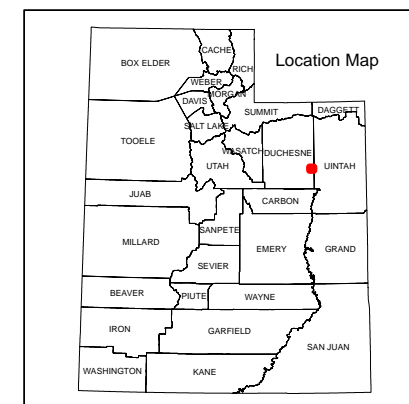 Location Map
BOX ELDER
CACHE
RICH
WEBER
MORGAN
DAVIS
SUMMIT
DAGGETT
SALT LAKE
TOOELE
WASATCH
DUCHESNE
UINTAH
UTAH
JUAB
CARBON
SANPETE
MILLARD
EMERY
GRAND
SEVIER
BEAVER
PIUTE
WAYNE
IRON
GARFIELD
SAN JUAN
WASHINGTON
KANE